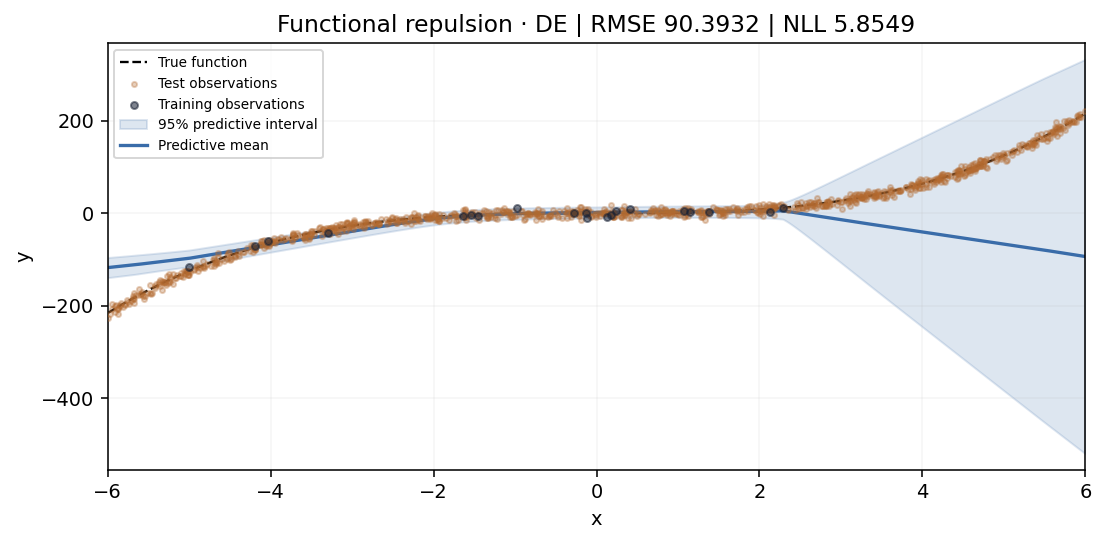 Functional repulsion · DE | RMSE 90.3932 | NLL 5.8549
True function
Test observations
Training observations
95% predictive interval
Predictive mean
200
0
−200
−400
y
−6
−4
−2
0
2
4
6
x